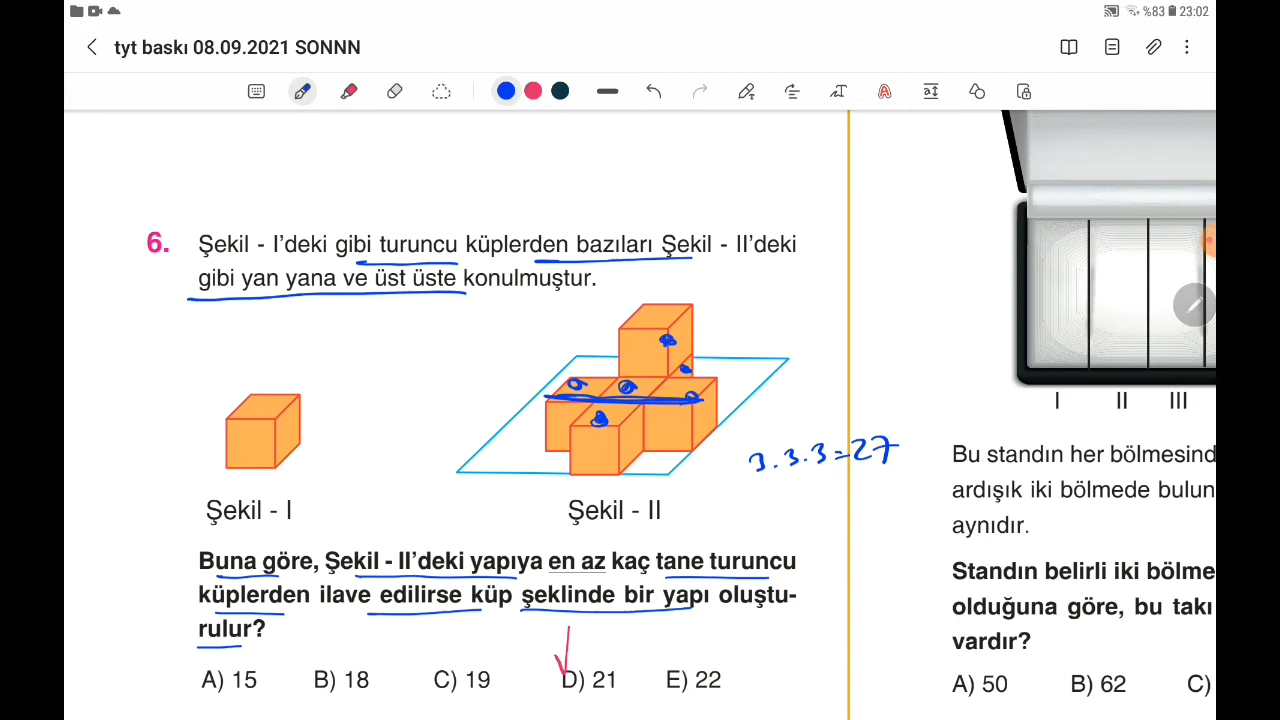 %83 23:02
tyt baskı 08.09.2021 SONNN
6. Şekil - I'deki gibi turuncu küplerden bazıları Şekil - II'deki
gibi yan yana ve üst üste konulmuştur.
3.3.3=27
Şekil - I Şekil - II
Buna göre, Şekil - II'deki yapıya en az kaç tane turuncu
küplerden ilave edilirse küp şeklinde bir yapı oluştu-
rulur?
A) 15 B) 18 C) 19 D) 21 E) 22
I II III
Bu standın her bölmesind
ardışık iki bölmede bulun
aynıdır.
Standın belirli iki bölme
olduğuna göre, bu takı
vardır?
A) 50 B) 62 C)